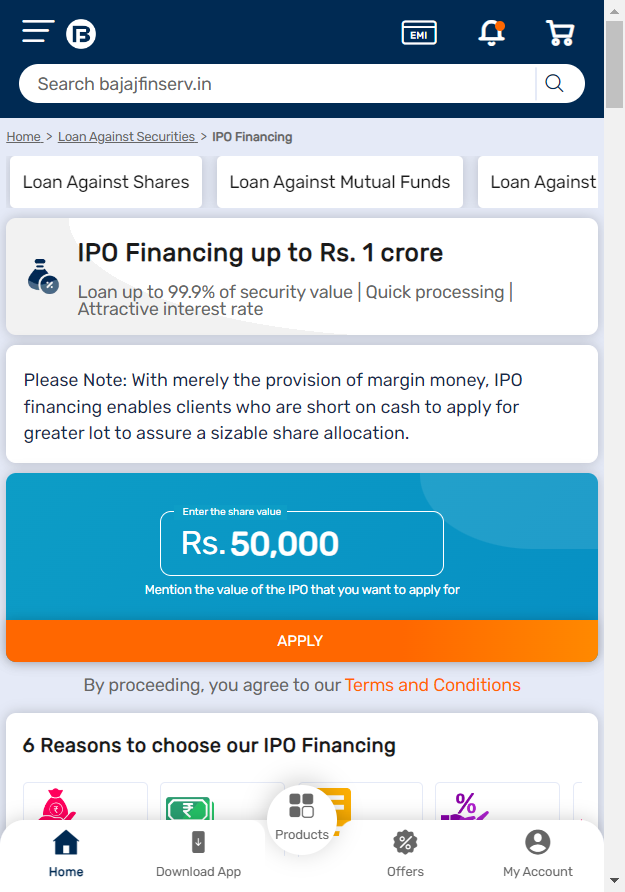 EMI
Search bajajfinserv.in
Home > Loan Against Securities > IPO Financing
Loan Against Shares
Loan Against Mutual Funds
Loan Against
IPO Financing up to Rs. 1 crore
Loan up to 99.9% of security value | Quick processing |
Attractive interest rate
Please Note: With merely the provision of margin money, IPO
financing enables clients who are short on cash to apply for
greater lot to assure a sizable share allocation.
Enter the share value
Rs. 50,000
Mention the value of the IPO that you want to apply for
APPLY
By proceeding, you agree to our Terms and Conditions
6 Reasons to choose our IPO Financing
Products
Home
Download App
Offers
My Account